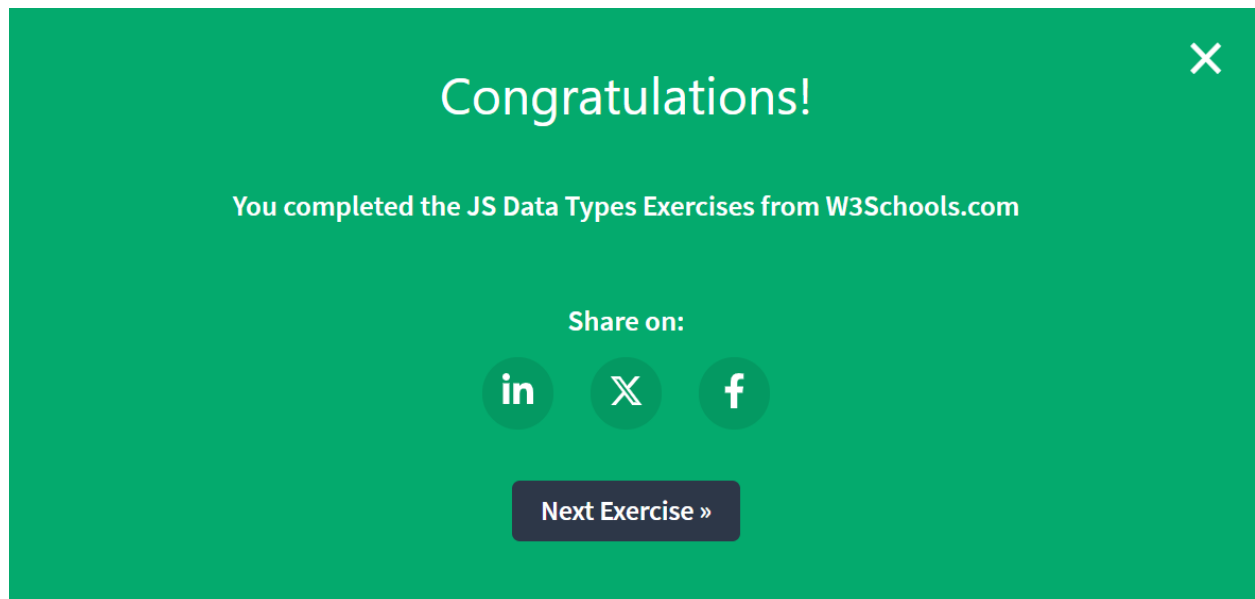 Congratulations!
You completed the JS Data Types Exercises from W3Schools.com
Share on:
in X f
Next Exercise »